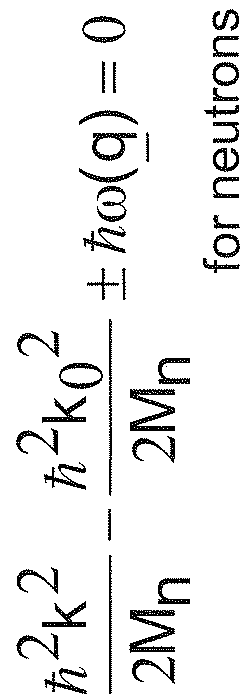 ħ²k²/2Mn − ħ²k₀²/2Mn ± ħω(q) = 0
for neutrons